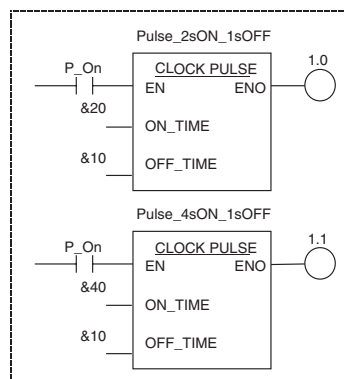 Pulse_2sON_1sOFF
1.0
P_On
CLOCK PULSE
EN ENO
&20
ON_TIME
&10
OFF_TIME
Pulse_4sON_1sOFF
1.1
P_On
CLOCK PULSE
EN ENO
&40
ON_TIME
&10
OFF_TIME